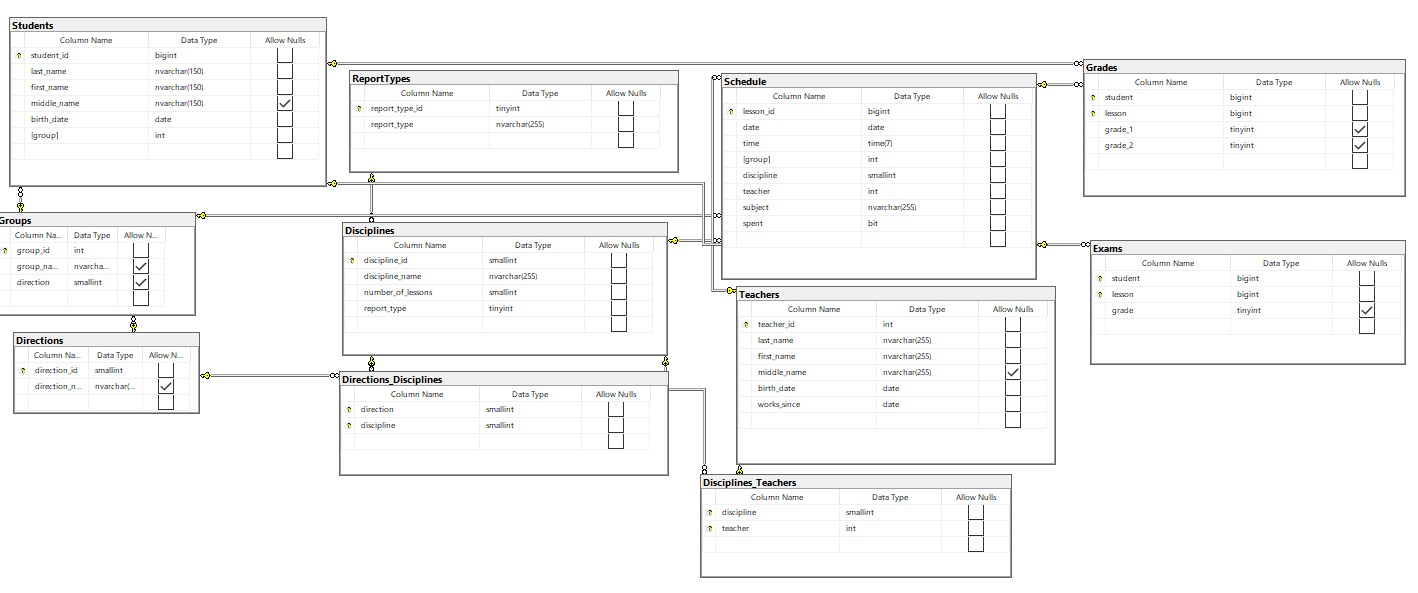 Students
Column Name Data Type Allow Nulls
student_id bigint
last_name nvarchar(150)
first_name nvarchar(150)
middle_name nvarchar(150)
birth_date date
[group] int
ReportTypes
Column Name Data Type Allow Nulls
report_type_id tinyint
report_type nvarchar(255)
Schedule
Column Name Data Type Allow Nulls
lesson_id bigint
date date
time time(7)
[group] int
discipline smallint
teacher int
subject nvarchar(255)
spent bit
Grades
Column Name Data Type Allow Nulls
student bigint
lesson bigint
grade_1 tinyint
grade_2 tinyint
Groups
Column Na... Data Type Allow N...
group_id int
group_na... nvarcha...
direction smallint
Disciplines
Column Name Data Type Allow Nulls
discipline_id smallint
discipline_name nvarchar(255)
number_of_lessons smallint
report_type tinyint
Exams
Column Name Data Type Allow Nulls
student bigint
lesson bigint
grade tinyint
Teachers
Column Name Data Type Allow Nulls
teacher_id int
last_name nvarchar(255)
first_name nvarchar(255)
middle_name nvarchar(255)
birth_date date
works_since date
Directions
Column Na... Data Type Allow N...
direction_id smallint
direction_n... nvarchar(...
Directions_Disciplines
Column Name Data Type Allow Nulls
direction smallint
discipline smallint
Disciplines_Teachers
Column Name Data Type Allow Nulls
discipline smallint
teacher int